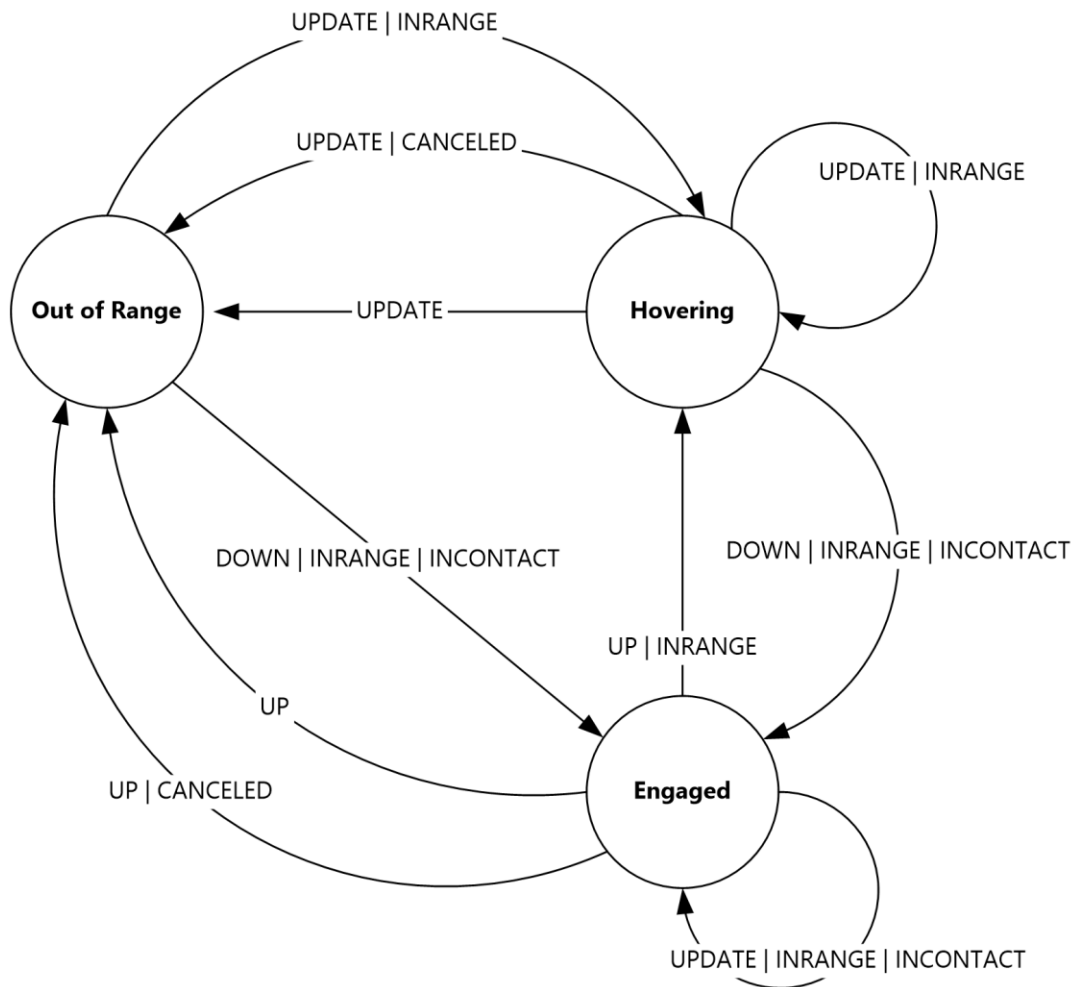 UPDATE | INRANGE
UPDATE | CANCELED
UPDATE | INRANGE
Out of Range
UPDATE
Hovering
DOWN | INRANGE | INCONTACT
DOWN | INRANGE | INCONTACT
UP | INRANGE
UP
UP | CANCELED
Engaged
UPDATE | INRANGE | INCONTACT